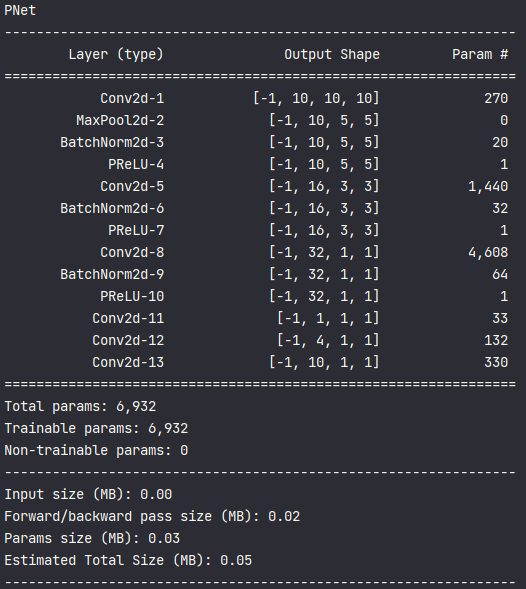 PNet
----------------------------------------------------------------
        Layer (type)               Output Shape         Param #
================================================================
            Conv2d-1           [-1, 10, 10, 10]             270
         MaxPool2d-2             [-1, 10, 5, 5]               0
       BatchNorm2d-3             [-1, 10, 5, 5]              20
             PReLU-4             [-1, 10, 5, 5]               1
            Conv2d-5             [-1, 16, 3, 3]           1,440
       BatchNorm2d-6             [-1, 16, 3, 3]              32
             PReLU-7             [-1, 16, 3, 3]               1
            Conv2d-8             [-1, 32, 1, 1]           4,608
       BatchNorm2d-9             [-1, 32, 1, 1]              64
            PReLU-10             [-1, 32, 1, 1]               1
           Conv2d-11              [-1, 1, 1, 1]              33
           Conv2d-12              [-1, 4, 1, 1]             132
           Conv2d-13             [-1, 10, 1, 1]             330
================================================================
Total params: 6,932
Trainable params: 6,932
Non-trainable params: 0
----------------------------------------------------------------
Input size (MB): 0.00
Forward/backward pass size (MB): 0.02
Params size (MB): 0.03
Estimated Total Size (MB): 0.05
----------------------------------------------------------------